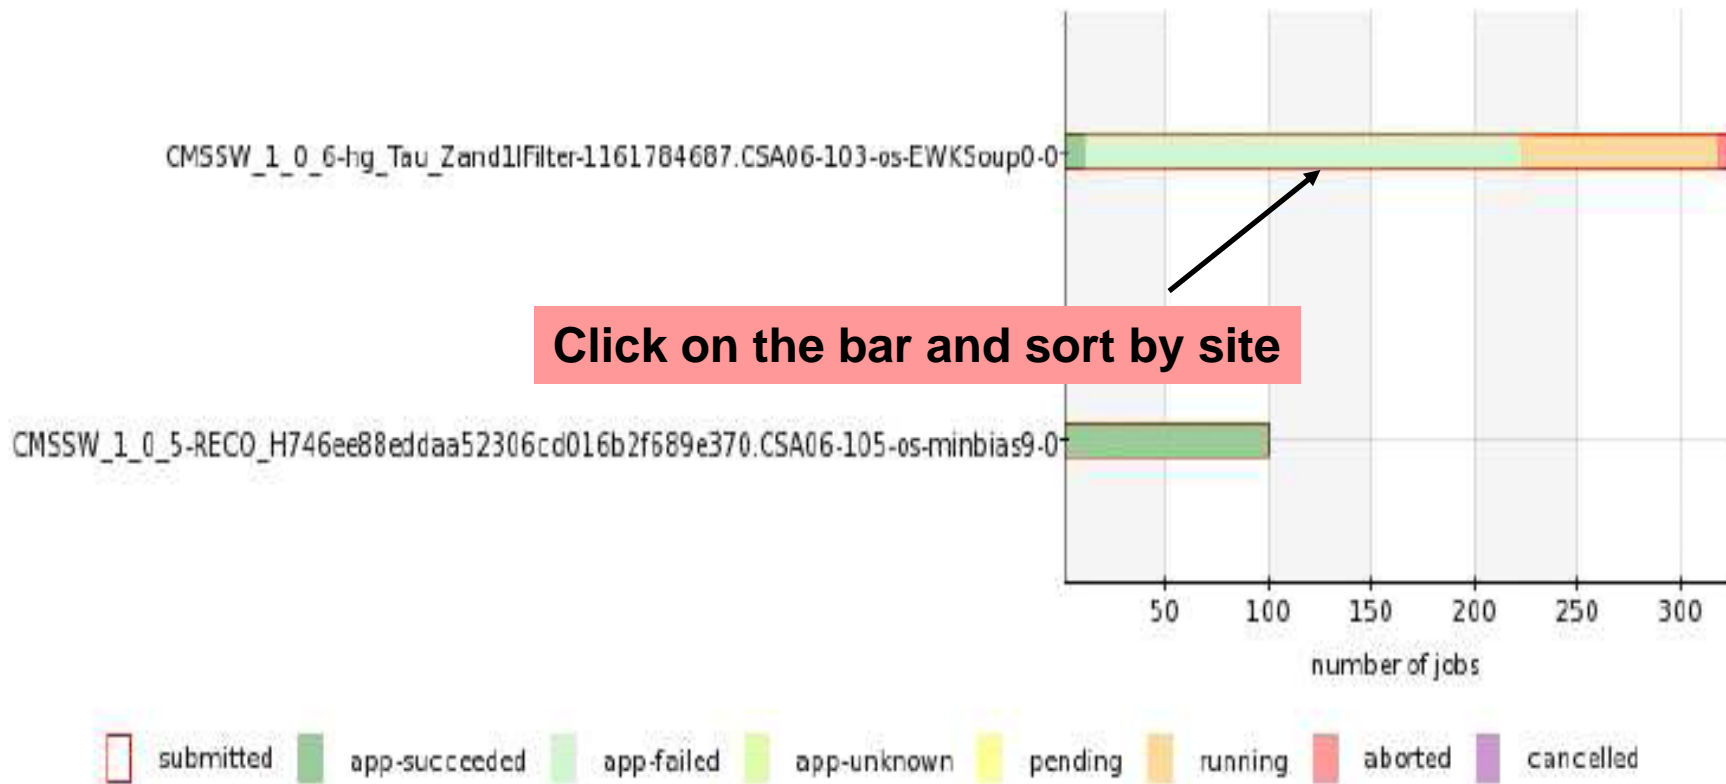 CMSSW_1_0_6-hg_Tau_Zand1lFilter-1161784687.CSA06-103-os-EWKSoup0-0
Click on the bar and sort by site
CMSSW_1_0_5-RECO_H746ee88eddaa52306cd016b2f689e370.CSA06-105-os-minbias9-0
50 100 150 200 250 300
number of jobs
submitted app-succeeded app-failed app-unknown pending running aborted cancelled